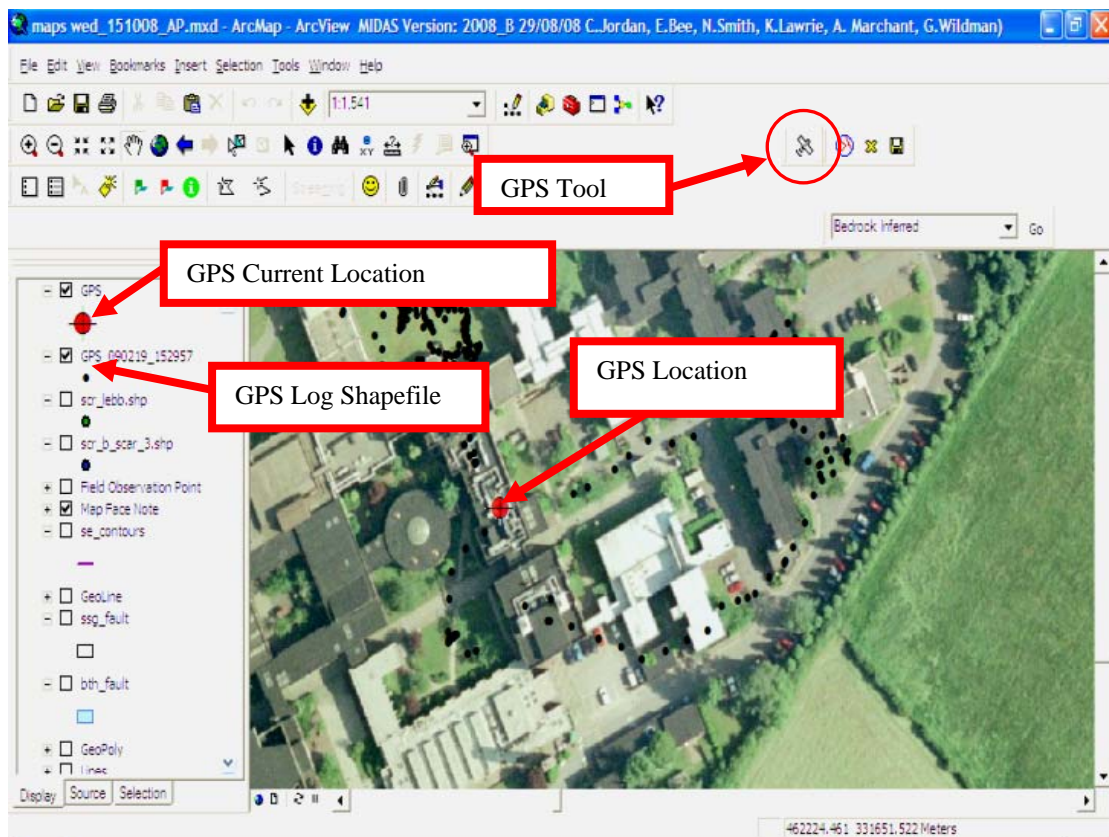 maps wed_151008_AP.mxd - ArcMap - ArcView MIDAS Version: 2008_B 29/08/08 C.Jordan, E.Bee, N.Smith, K.Lawrie, A. Marchant, G.Wildman)
File Edit View Bookmarks Insert Selection Tools Window Help
1:1,541
XY
GPS Tool
Bedrock Inferred Go
GPS Current Location
GPS
GPS_090219_152957
GPS Location
GPS Log Shapefile
scr_lebb.shp
scr_b_scar_3.shp
Field Observation Point
Map Face Note
se_contours
GeoLine
ssg_fault
bth_fault
GeoPoly
Lines
Display Source Selection
462224.461 331651.522 Meters